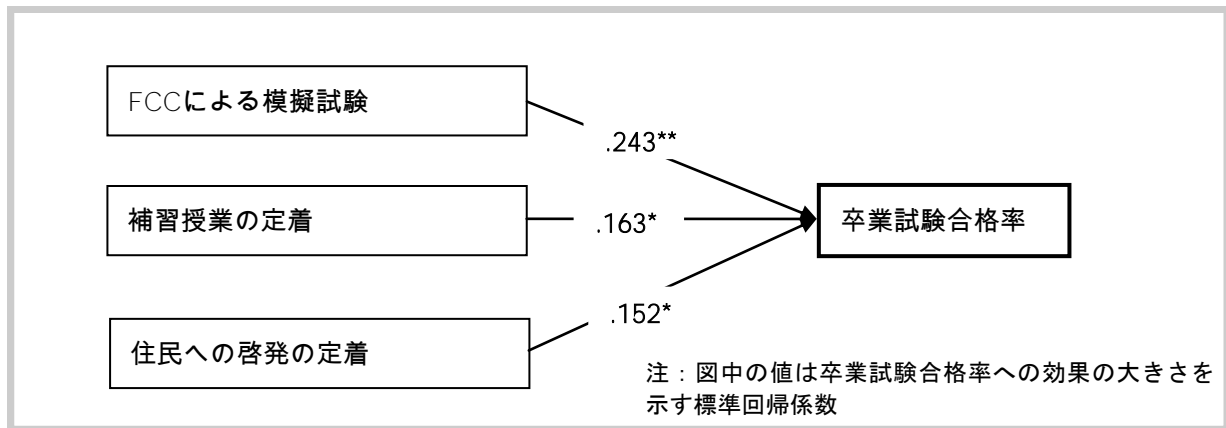 FCCによる模擬試験
.243**
補習授業の定着
.163*
卒業試験合格率
.152*
住民への啓発の定着
注：図中の値は卒業試験合格率への効果の大きさを
示す標準回帰係数